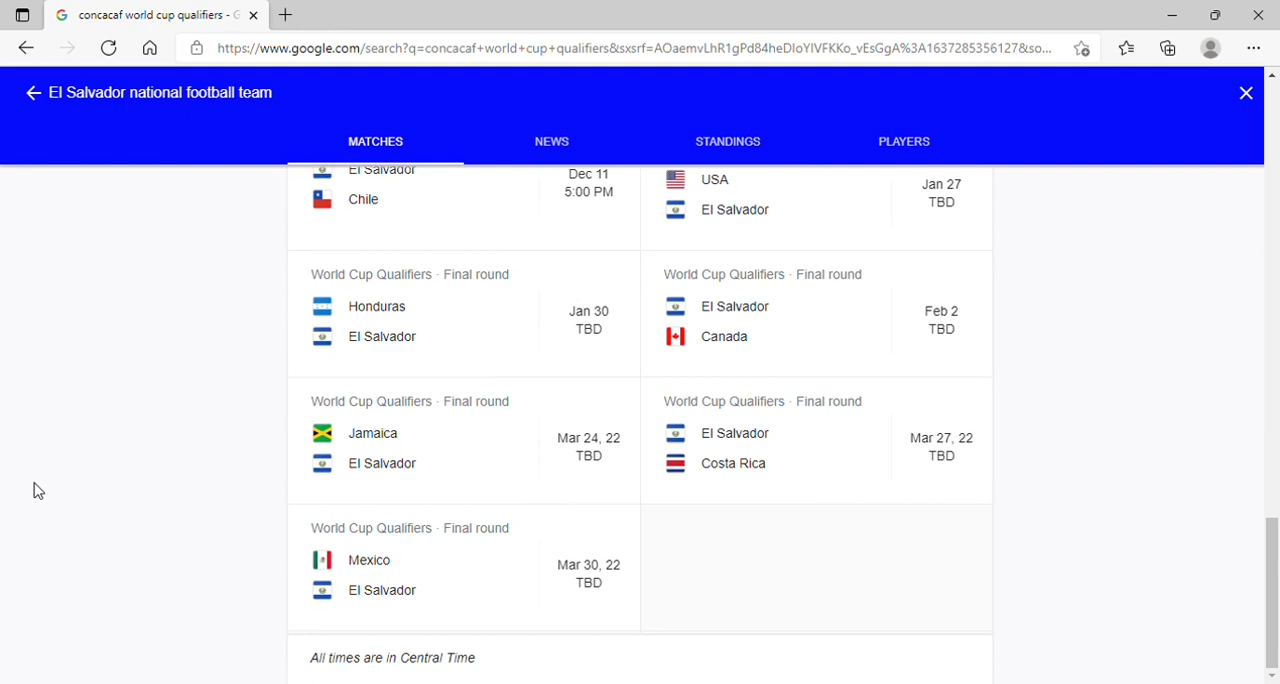 concacaf world cup qualifiers - G
https://www.google.com/search?q=concacaf+world+cup+qualifiers&sxsrf=AOaemvLhR1gPd84heDIoYIVFKKo_vEsGgA%3A1637285356127&so...
El Salvador national football team
MATCHES
NEWS
STANDINGS
PLAYERS
El Salvador
Chile
Dec 11
5:00 PM
USA
El Salvador
Jan 27
TBD
World Cup Qualifiers · Final round
Honduras
El Salvador
Jan 30
TBD
World Cup Qualifiers · Final round
El Salvador
Canada
Feb 2
TBD
World Cup Qualifiers · Final round
Jamaica
El Salvador
Mar 24, 22
TBD
World Cup Qualifiers · Final round
El Salvador
Costa Rica
Mar 27, 22
TBD
World Cup Qualifiers · Final round
Mexico
El Salvador
Mar 30, 22
TBD
All times are in Central Time